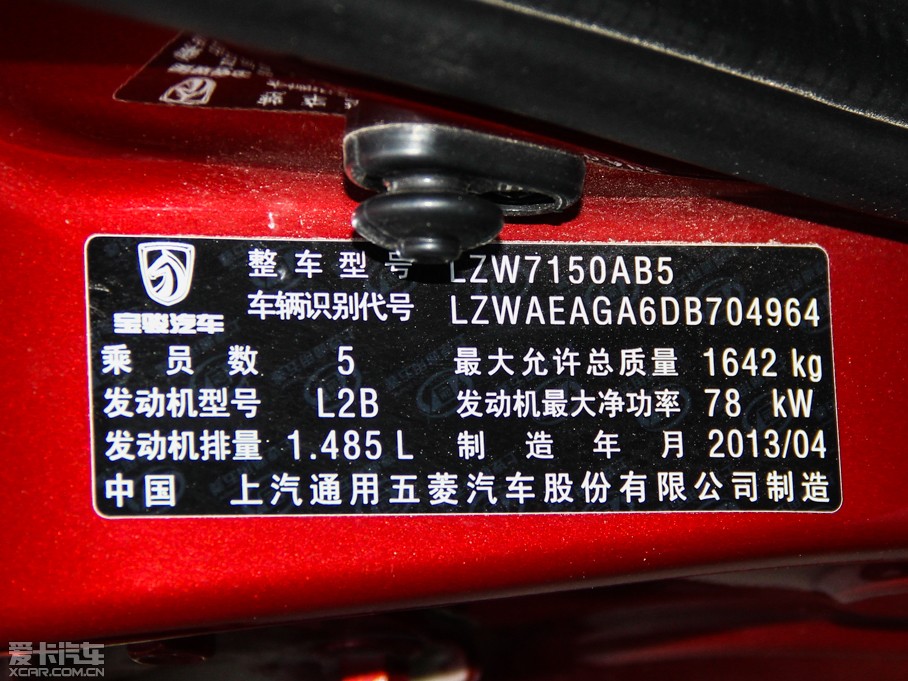 整车型号 LZW7150AB5
车辆识别代号 LZWAEAGA6DB704964
宝骏汽车
乘员数 5 最大允许总质量 1642 kg
发动机型号 L2B 发动机最大净功率 78 kW
发动机排量 1.485 L 制造年月 2013/04
中国 上汽通用五菱汽车股份有限公司制造
爱卡汽车
XCAR.COM.CN